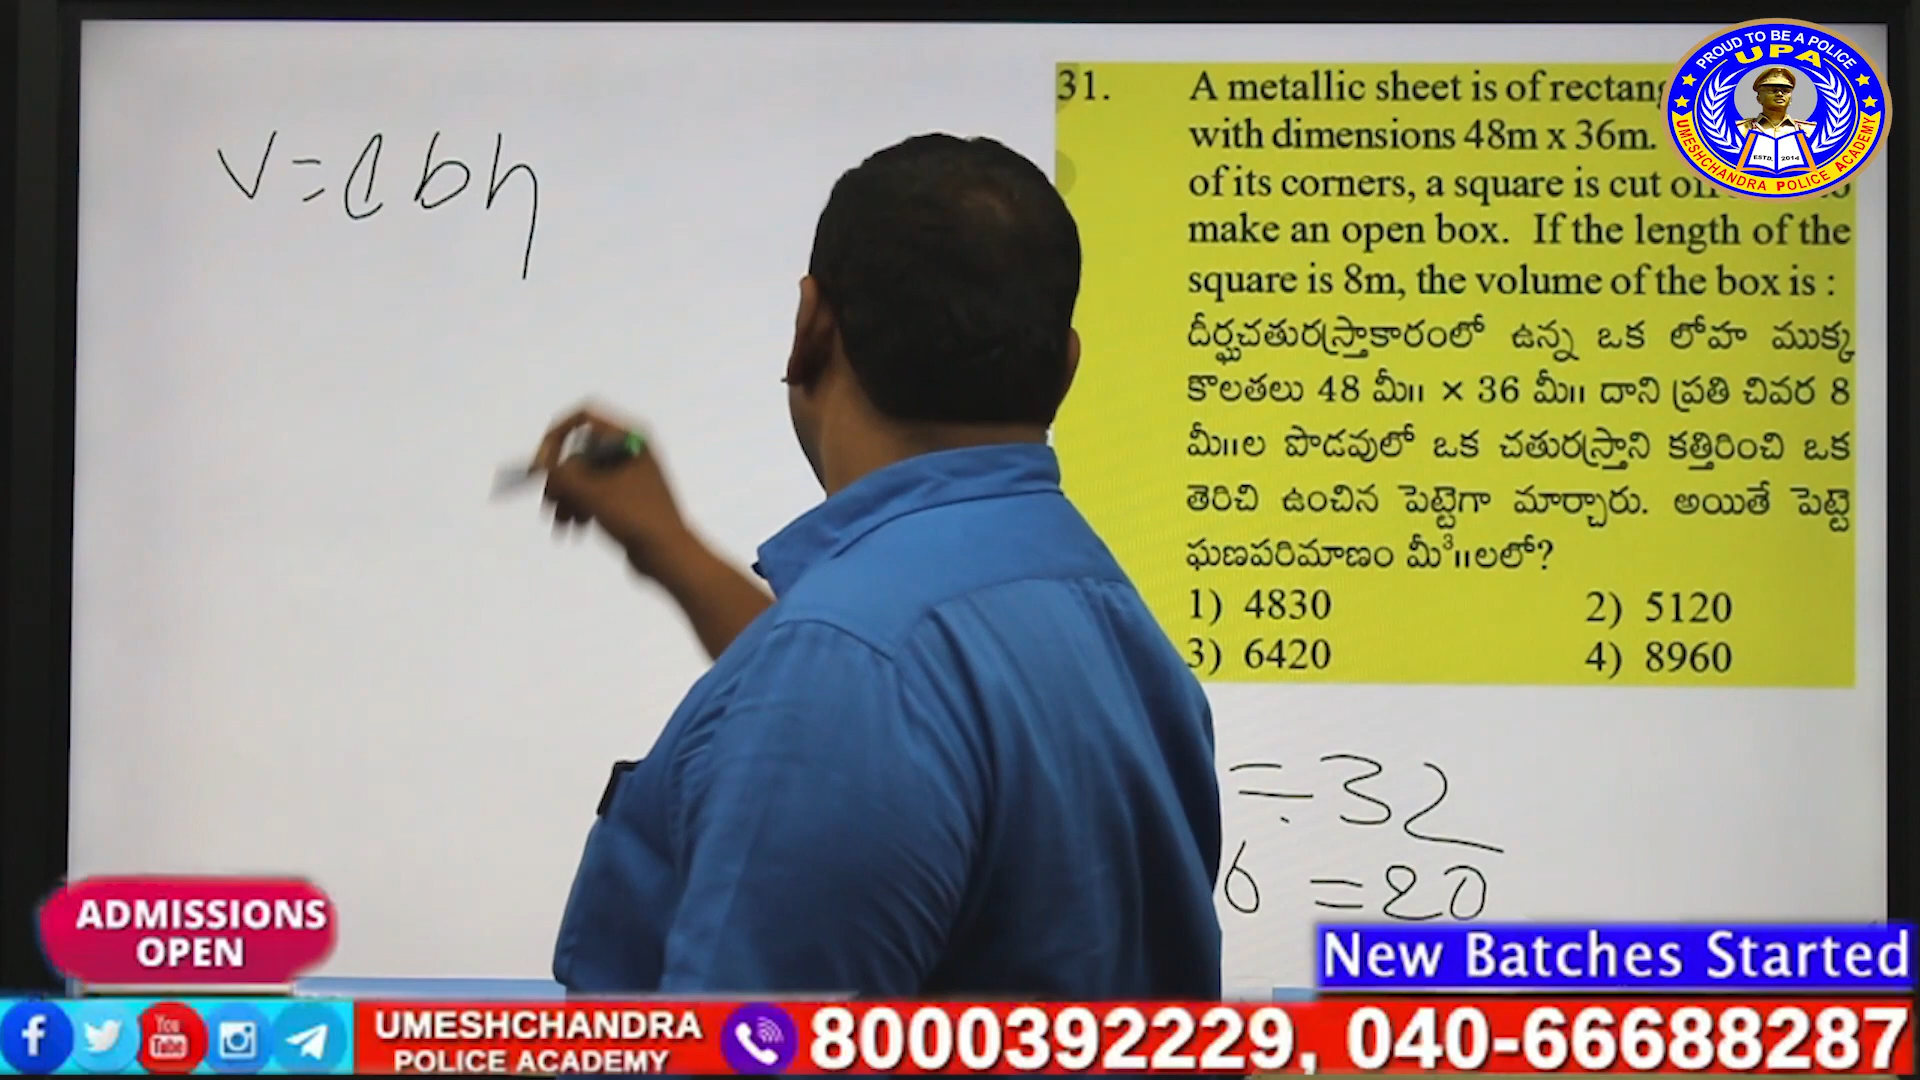 V = l b h
31. A metallic sheet is of rectang
with dimensions 48m x 36m.
of its corners, a square is cut
make an open box. If the length of the
square is 8m, the volume of the box is :
దీర్ఘచతురస్రాకారంలో ఉన్న ఒక లోహ ముక్క
కొలతలు 48 మీ॥ × 36 మీ॥ దాని ప్రతి చివర 8
మీ॥ల పొడవులో ఒక చతురస్రాన్ని కత్తిరించి ఒక
తెరిచి ఉంచిన పెట్టెగా మార్చారు. అయితే పెట్టె
ఘణపరిమాణం మీ³॥లలో?
1) 4830 2) 5120
3) 6420 4) 8960
= 32
6 = 20
PROUD TO BE A POLICE
UPA
ESTD. 2014
UMESHCHANDRA POLICE ACADEMY
ADMISSIONS
OPEN
New Batches Started
You
Tube
UMESHCHANDRA
POLICE ACADEMY
8000392229, 040-66688287